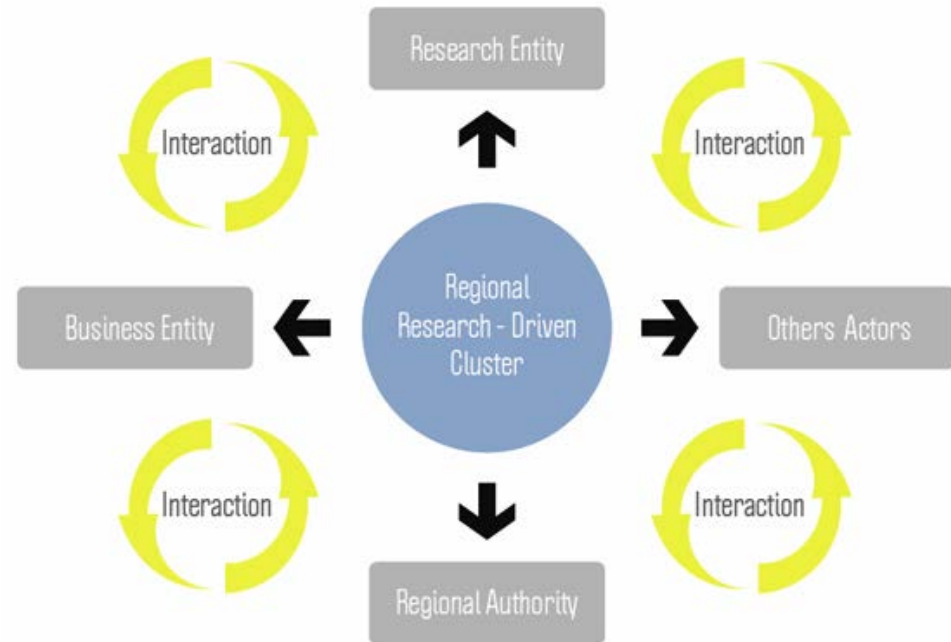 Research Entity
Interaction
Interaction
Regional
Research - Driven
Cluster
Business Entity
Others Actors
Interaction
Interaction
Regional Authority